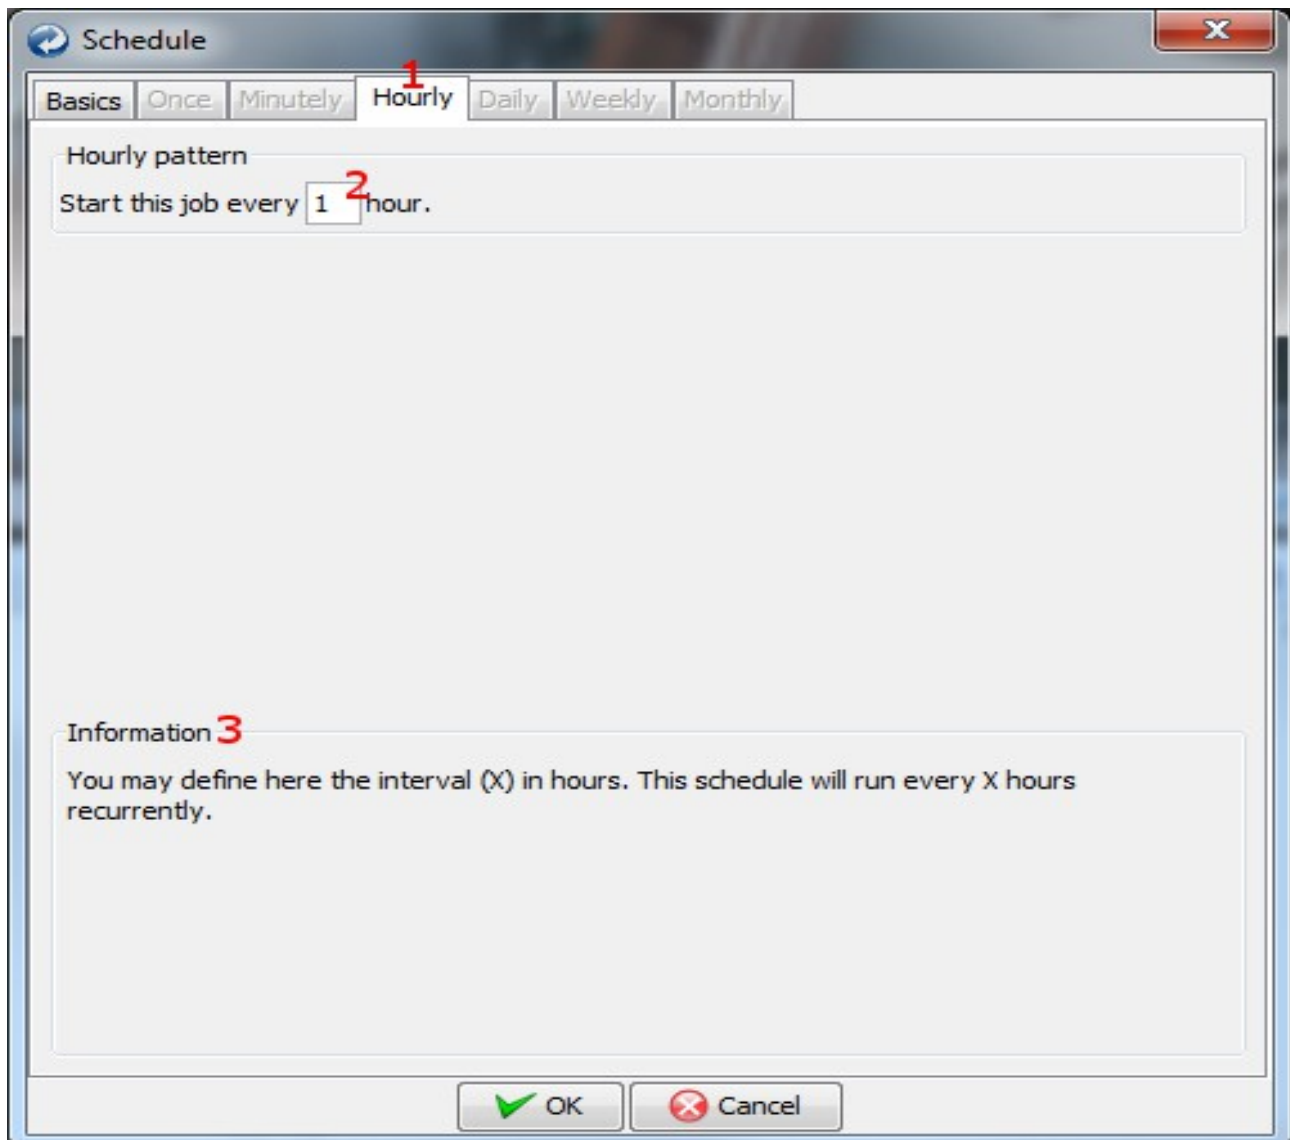 Schedule
1
Basics Once Minutely Hourly Daily Weekly Monthly
Hourly pattern
2
Start this job every 1 hour.
Information 3
You may define here the interval (X) in hours. This schedule will run every X hours
recurrently.
OK Cancel